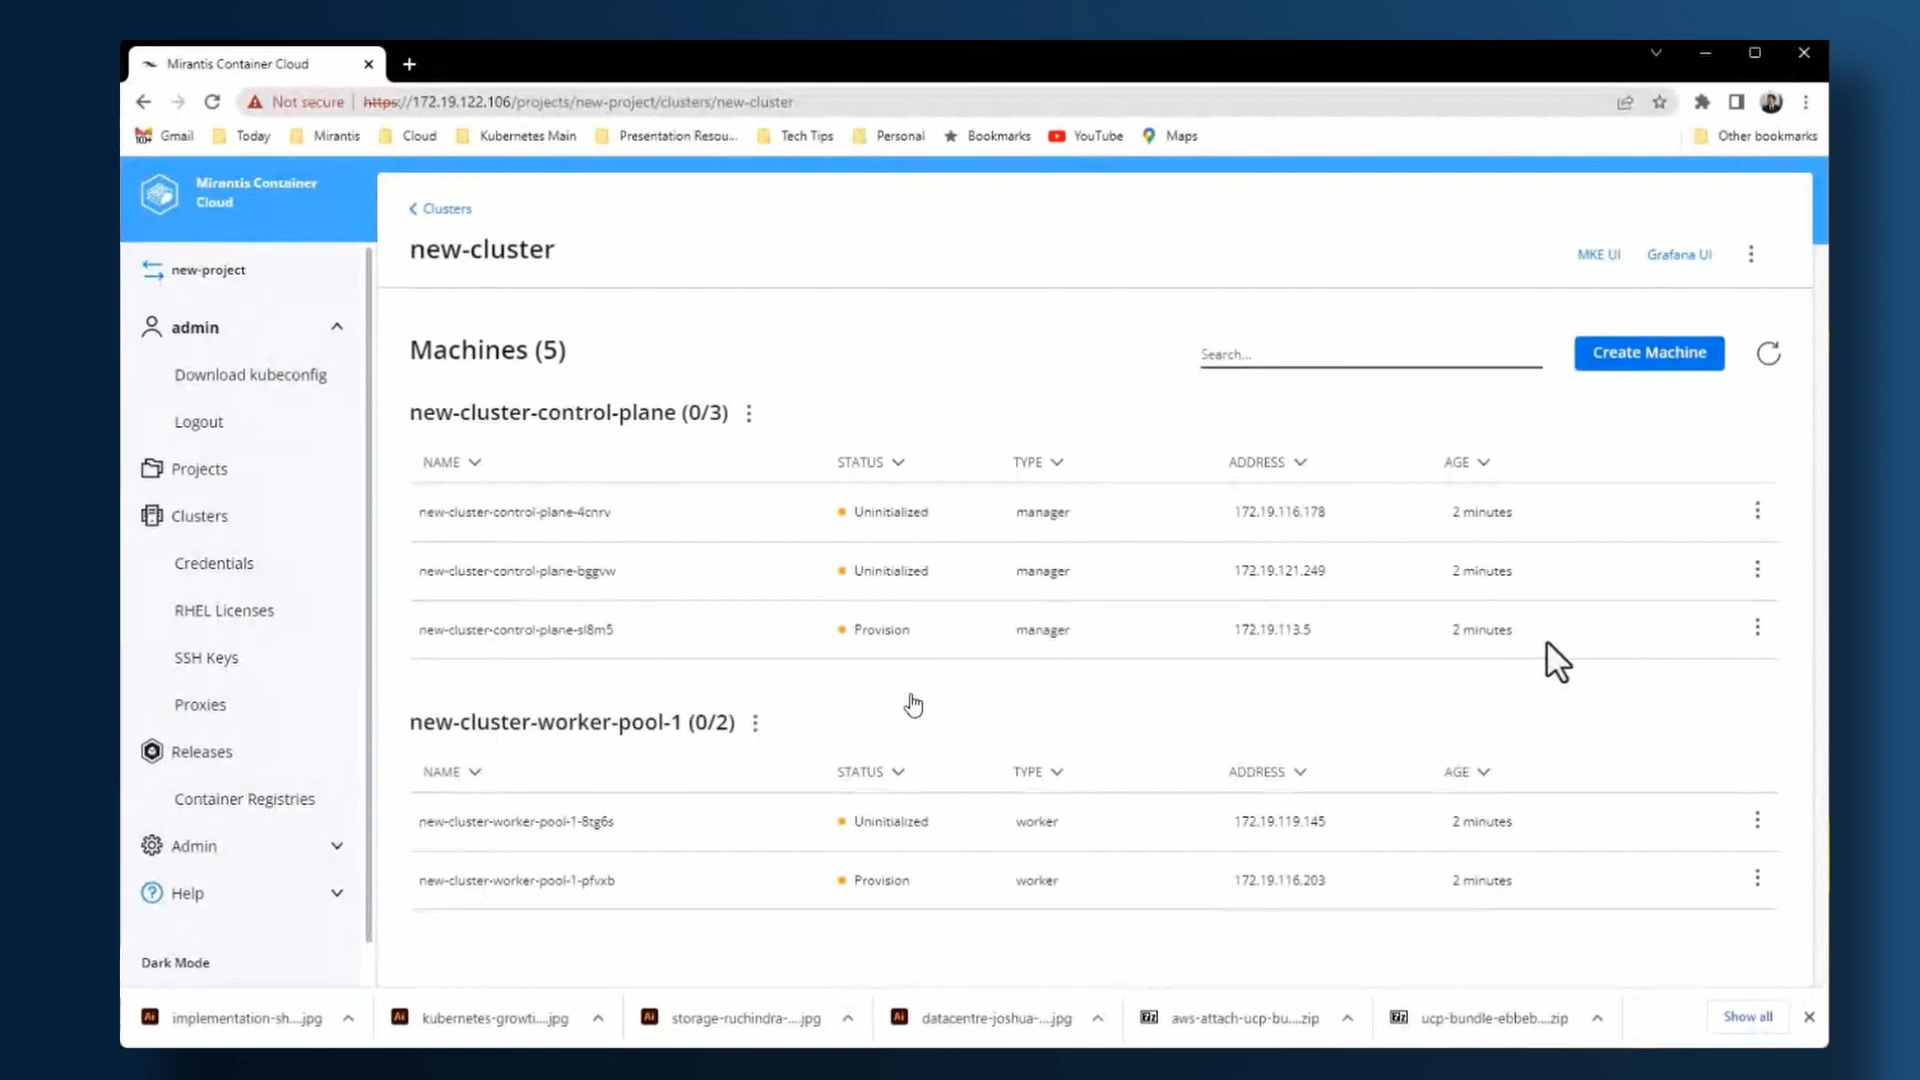 Mirantis Container Cloud
Not secure | https://172.19.122.106/projects/new-project/clusters/new-cluster
Gmail Today Mirantis Cloud Kubernetes Main Presentation Resou... Tech Tips Personal Bookmarks YouTube Maps Other bookmarks
Mirantis Container
Cloud
new-project
admin
Download kubeconfig
Logout
Projects
Clusters
Credentials
RHEL Licenses
SSH Keys
Proxies
Releases
Container Registries
Admin
Help
Dark Mode
Clusters
new-cluster
MKE UI Grafana UI
Machines (5)
Search...
Create Machine
new-cluster-control-plane (0/3)
NAME STATUS TYPE ADDRESS AGE
new-cluster-control-plane-4cnrv Uninitialized manager 172.19.116.178 2 minutes
new-cluster-control-plane-bggvw Uninitialized manager 172.19.121.249 2 minutes
new-cluster-control-plane-sl8m5 Provision manager 172.19.113.5 2 minutes
new-cluster-worker-pool-1 (0/2)
NAME STATUS TYPE ADDRESS AGE
new-cluster-worker-pool-1-8tg6s Uninitialized worker 172.19.119.145 2 minutes
new-cluster-worker-pool-1-pfvxb Provision worker 172.19.116.203 2 minutes
implementation-sh....jpg kubernetes-growti....jpg storage-ruchindra-....jpg datacentre-joshua-....jpg aws-attach-ucp-bu....zip ucp-bundle-ebbeb....zip Show all